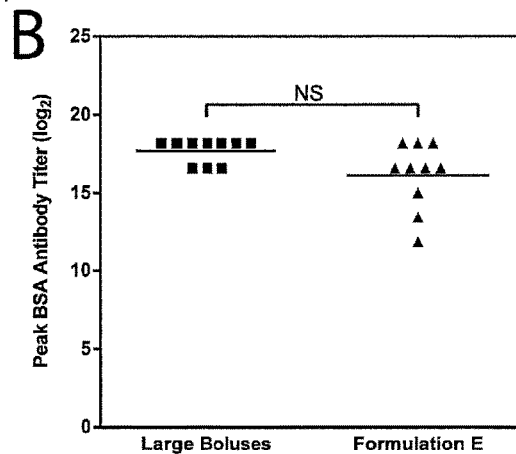 B
Peak BSA Antibody Titer (log2)
25
20
15
10
5
0
NS
Large Boluses
Formulation E